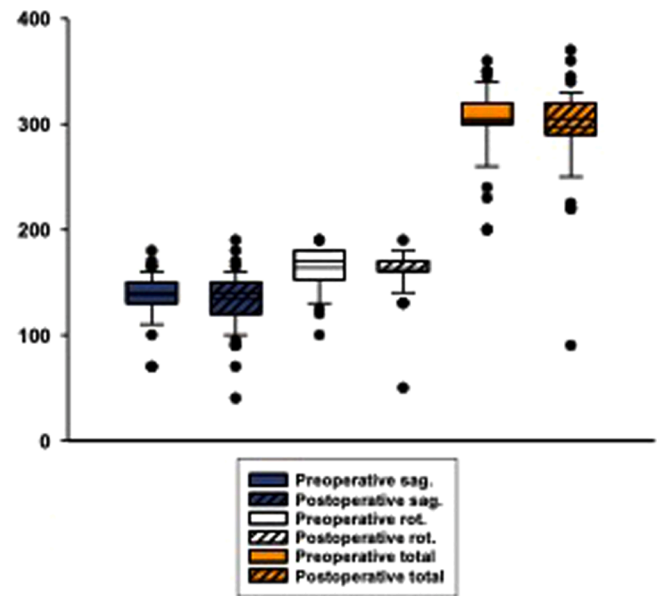 400
300
200
100
0
Preoperative sag.
Postoperative sag.
Preoperative rot.
Postoperative rot.
Preoperative total
Postoperative total